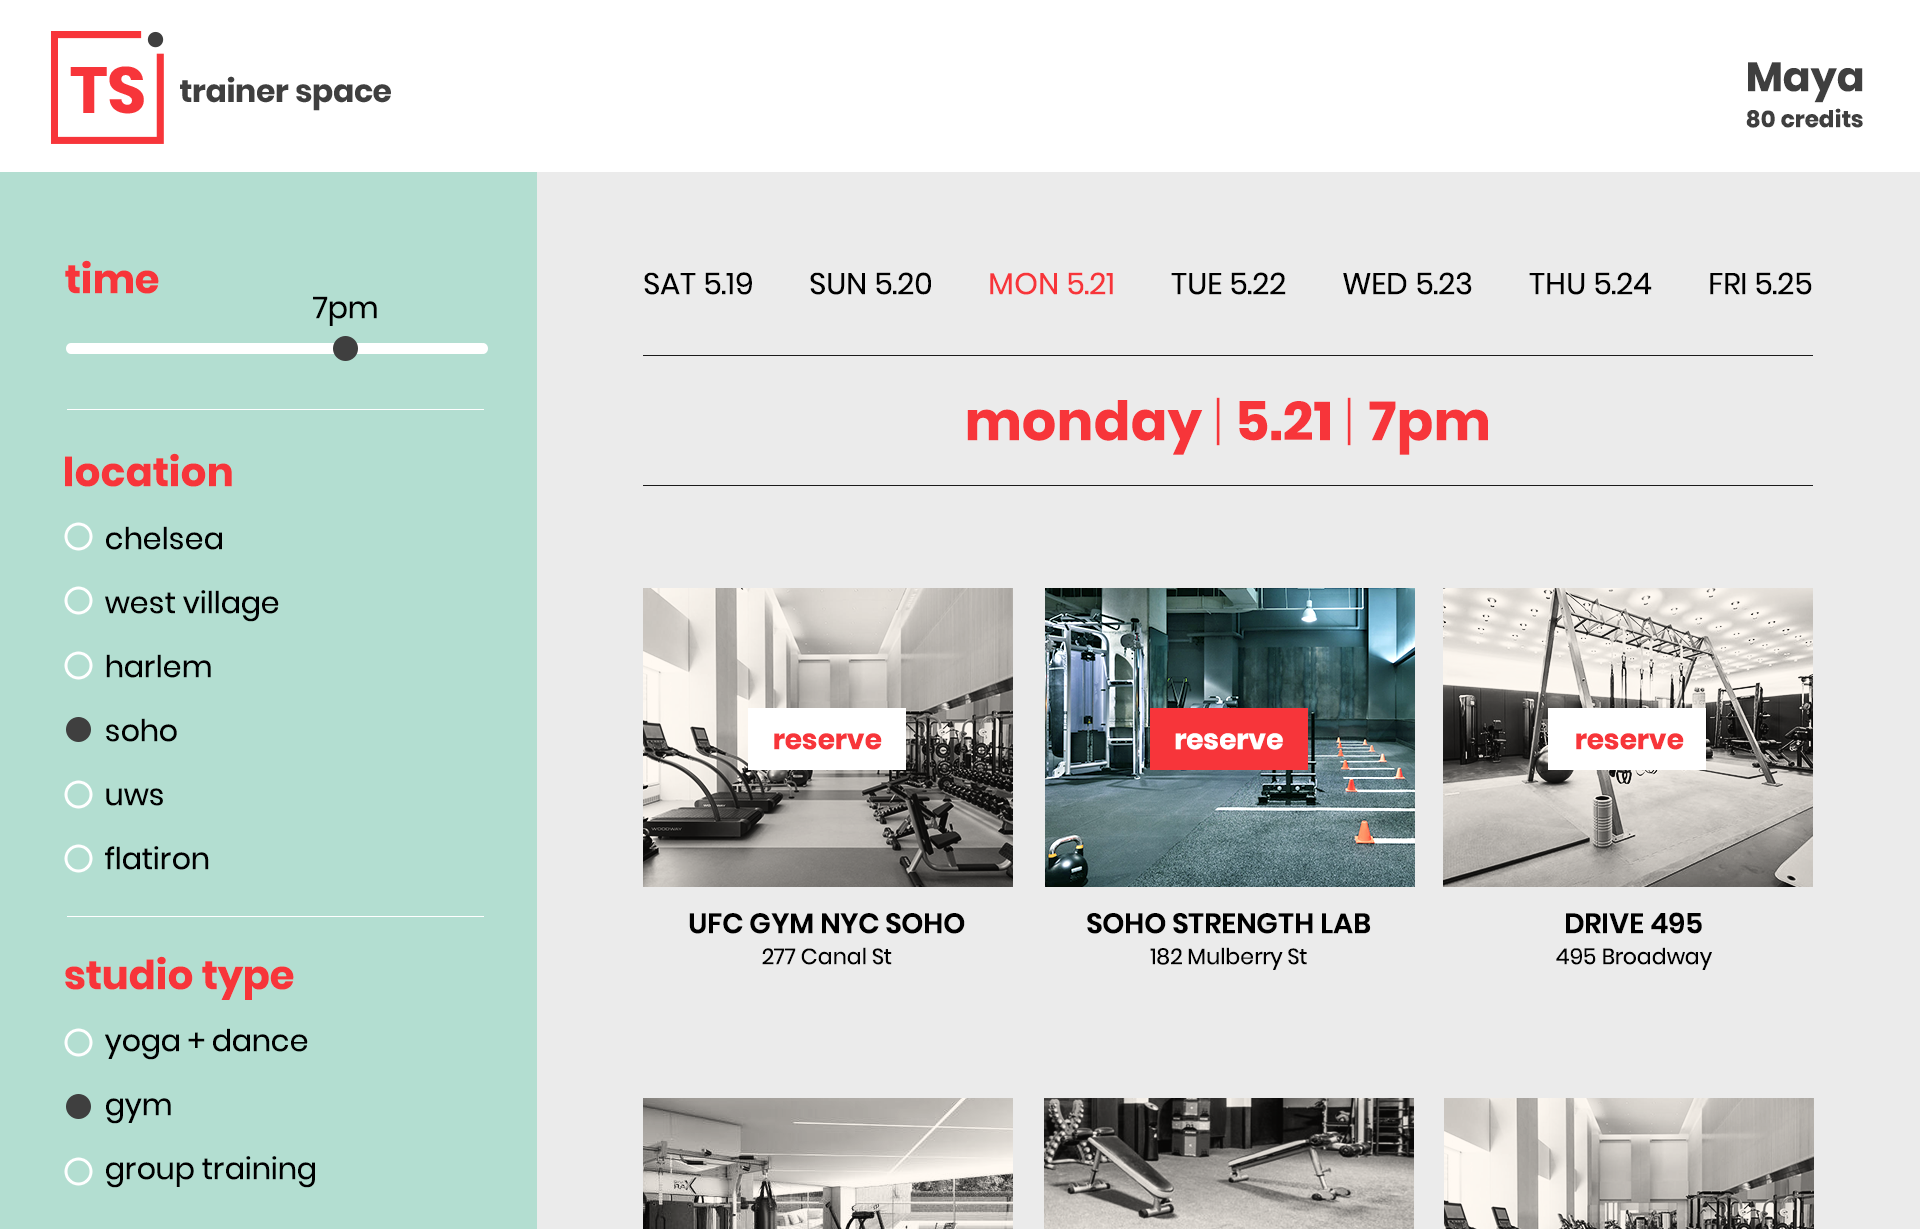 TS
trainer space
Maya
80 credits
time
7pm
location
chelsea
west village
harlem
soho
uws
flatiron
studio type
yoga + dance
gym
group training
SAT 5.19 SUN 5.20 MON 5.21 TUE 5.22 WED 5.23 THU 5.24 FRI 5.25
monday | 5.21 | 7pm
reserve
WOODWAY
UFC GYM NYC SOHO
277 Canal St
reserve
SOHO STRENGTH LAB
182 Mulberry St
reserve
DRIVE 495
495 Broadway